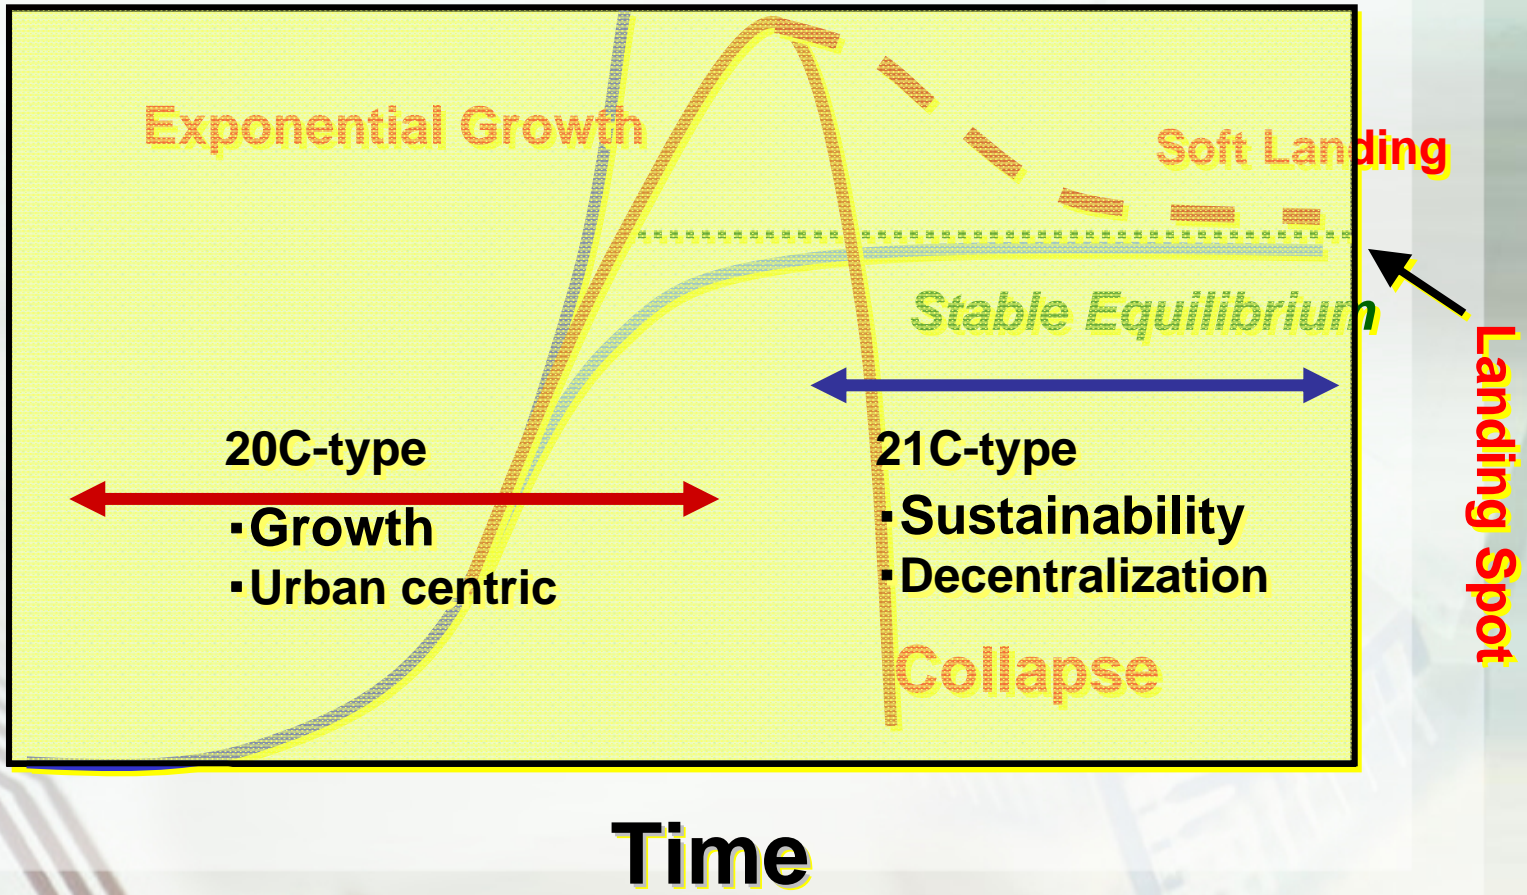 Exponential Growth
Soft Landing
Stable Equilibrium
Landing Spot
20C-type
▪Growth
▪Urban centric
21C-type
▪Sustainability
▪Decentralization
Collapse
Time